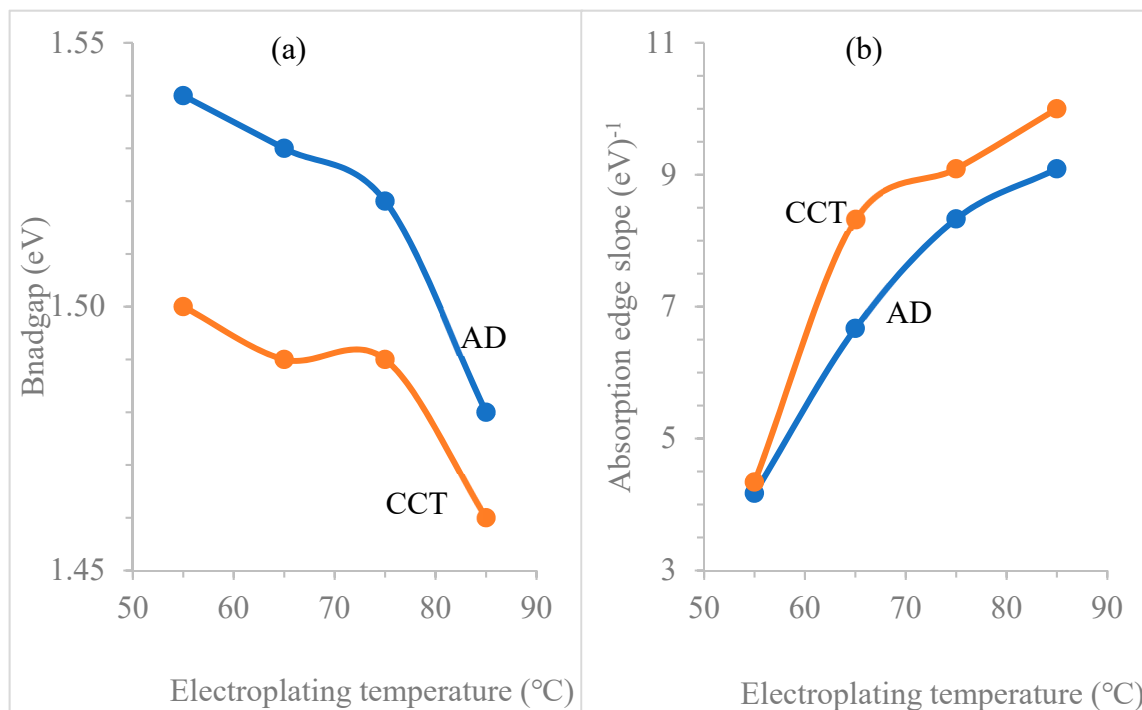 (a)
1.55
1.50
1.45
Bnadgap (eV)
AD
CCT
50 60 70 80 90
Electroplating temperature (°C)
(b)
11
9
7
5
3
Absorption edge slope (eV)-1
CCT
AD
50 60 70 80 90
Electroplating temperature (°C)